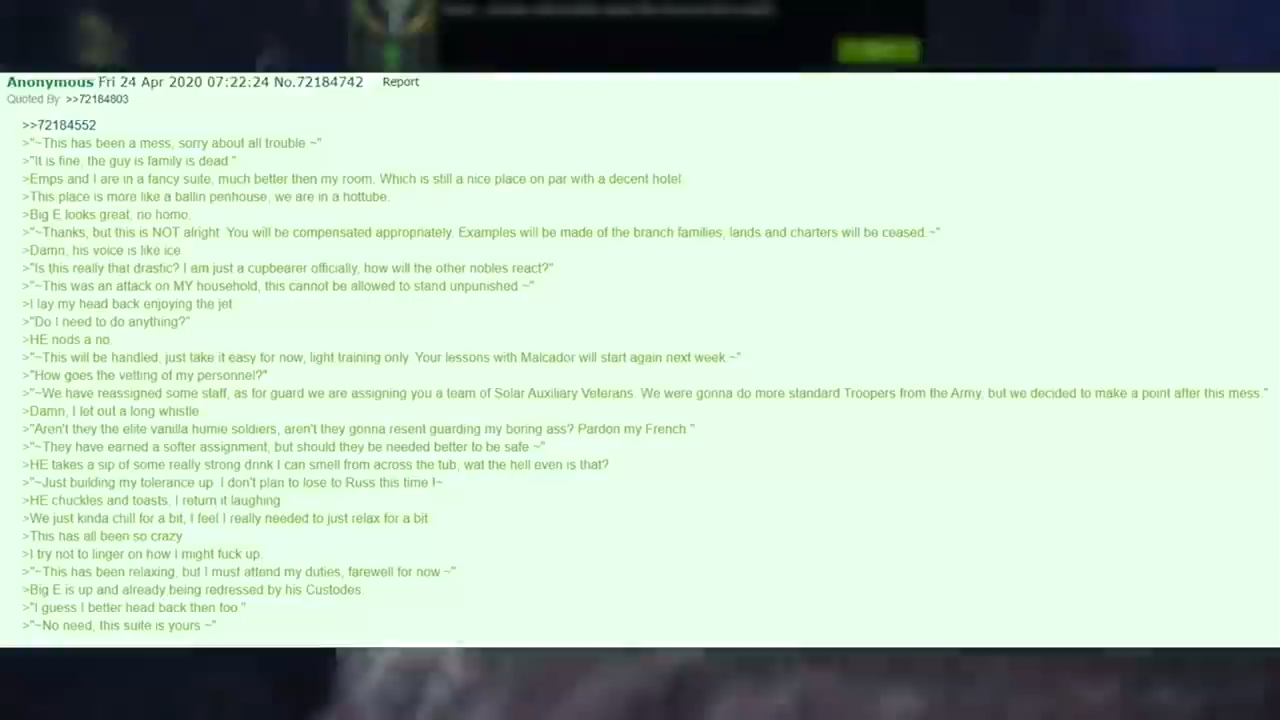 Anonymous Fri 24 Apr 2020 07:22:24 No.72184742 Report
Quoted By >>72184803
>>72184552
>"~This has been a mess, sorry about all trouble ~"
>"It is fine, the guy is family is dead "
>Emps and I are in a fancy suite, much better then my room. Which is still a nice place on par with a decent hotel.
>This place is more like a ballin penhouse, we are in a hottube.
>Big E looks great, no homo.
>"~Thanks, but this is NOT alright. You will be compensated appropriately. Examples will be made of the branch families, lands and charters will be ceased.~"
>Damn, his voice is like ice
>"Is this really that drastic? I am just a cupbearer officially, how will the other nobles react?"
>"~This was an attack on MY household, this cannot be allowed to stand unpunished ~"
>I lay my head back enjoying the jet.
>"Do I need to do anything?"
>HE nods a no.
>"~This will be handled, just take it easy for now, light training only. Your lessons with Malcador will start again next week ~"
>"How goes the vetting of my personnel?"
>"~We have reassigned some staff, as for guard we are assigning you a team of Solar Auxiliary Veterans. We were gonna do more standard Troopers from the Army, but we decided to make a point after this mess."
>Damn, I let out a long whistle
>"Aren't they the elite vanilla humie soldiers, aren't they gonna resent guarding my boring ass? Pardon my French."
>"~They have earned a softer assignment, but should they be needed better to be safe ~"
>HE takes a sip of some really strong drink I can smell from across the tub, wat the hell even is that?
>"~Just building my tolerance up. I don't plan to lose to Russ this time !~
>HE chuckles and toasts, I return it laughing
>We just kinda chill for a bit, I feel I really needed to just relax for a bit.
>This has all been so crazy
>I try not to linger on how I might fuck up.
>"~This has been relaxing, but I must attend my duties, farewell for now ~"
>Big E is up and already being redressed by his Custodes.
>"I guess I better head back then too "
>"~No need, this suite is yours ~"